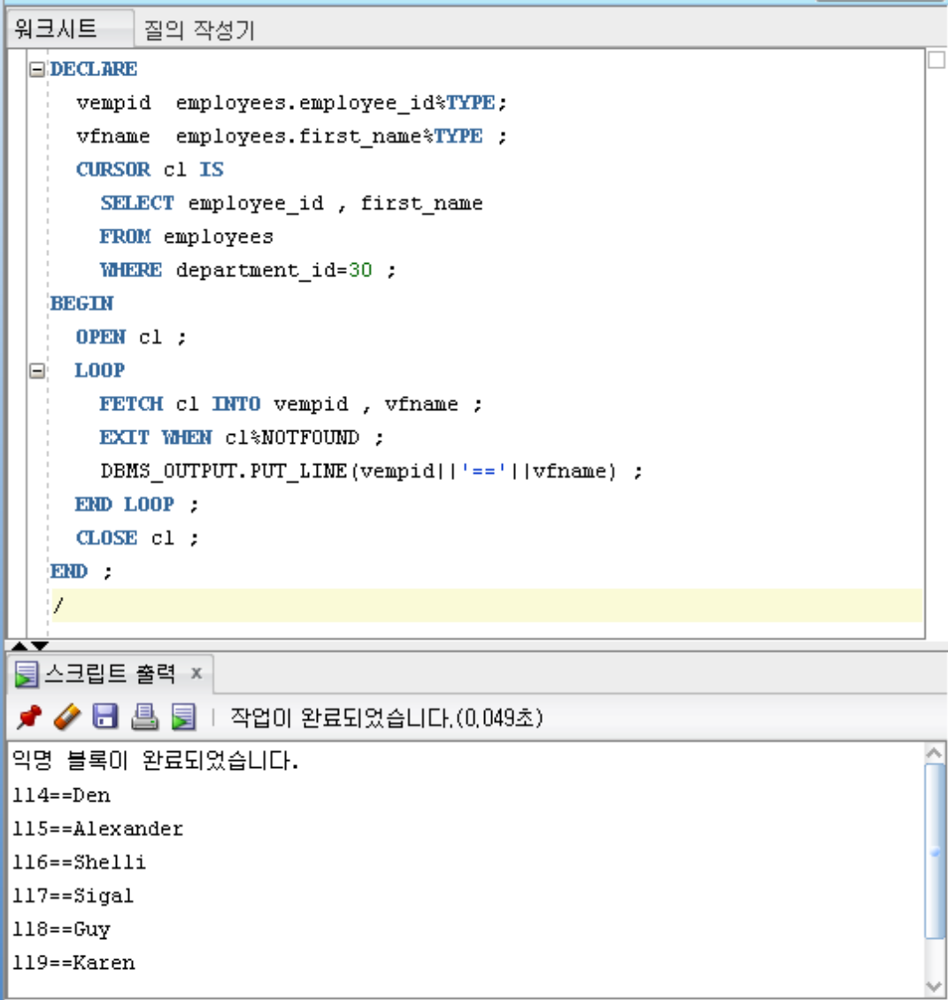 워크시트 질의 작성기
DECLARE
vempid employees.employee_id%TYPE;
vfname employees.first_name%TYPE ;
CURSOR c1 IS
SELECT employee_id , first_name
FROM employees
WHERE department_id=30 ;
BEGIN
OPEN c1 ;
LOOP
FETCH c1 INTO vempid , vfname ;
EXIT WHEN c1%NOTFOUND ;
DBMS_OUTPUT.PUT_LINE(vempid||'=='||vfname) ;
END LOOP ;
CLOSE c1 ;
END ;
/
스크립트 출력 x
작업이 완료되었습니다.(0.049초)
익명 블록이 완료되었습니다.
114==Den
115==Alexander
116==Shelli
117==Sigal
118==Guy
119==Karen